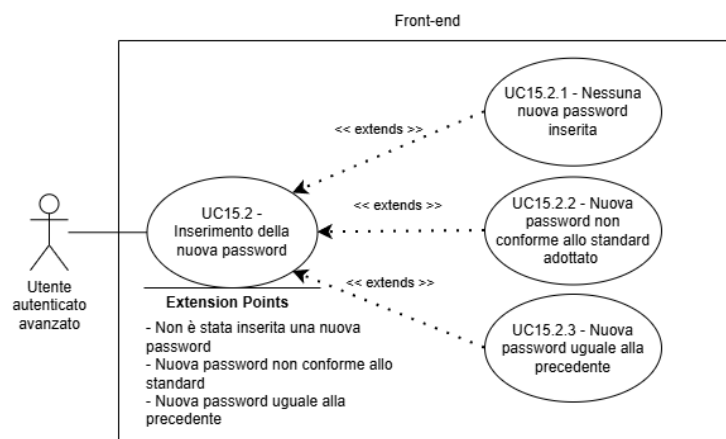 Front-end
UC15.2.1 - Nessuna
nuova password
inserita
<< extends >>
UC15.2 -
Inserimento della
nuova password
<< extends >>
UC15.2.2 - Nuova
password non
conforme allo standard
adottato
<< extends >>
UC15.2.3 - Nuova
password uguale alla
precedente
Utente
autenticato
avanzato
Extension Points
- Non è stata inserita una nuova
password
- Nuova password non conforme allo
standard
- Nuova password uguale alla
precedente